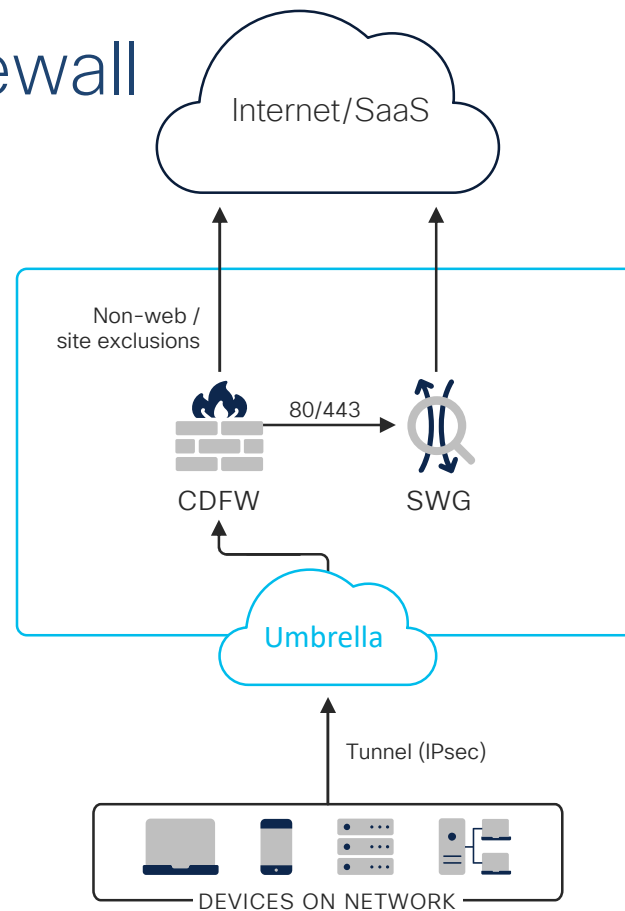 ewall
Internet/SaaS
Non-web /
site exclusions
80/443
CDFW
SWG
Umbrella
Tunnel (IPsec)
DEVICES ON NETWORK